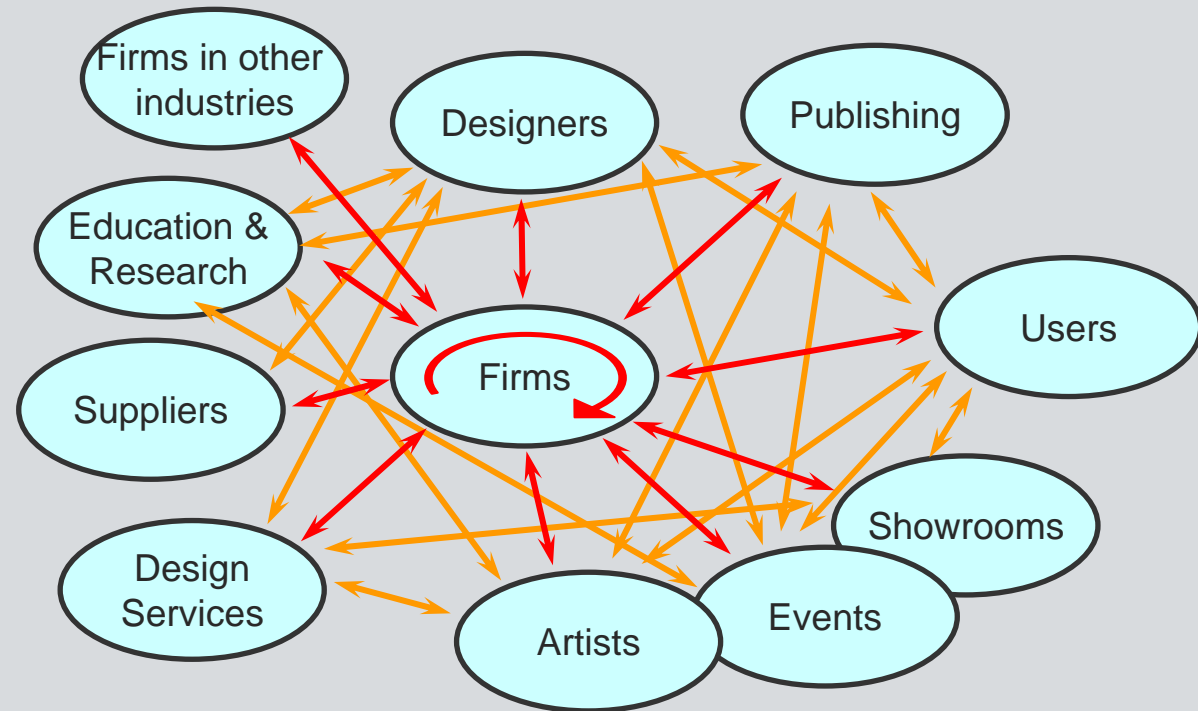 Firms in other
industries
Designers
Publishing
Education &
Research
Users
Firms
Suppliers
Showrooms
Design
Services
Events
Artists